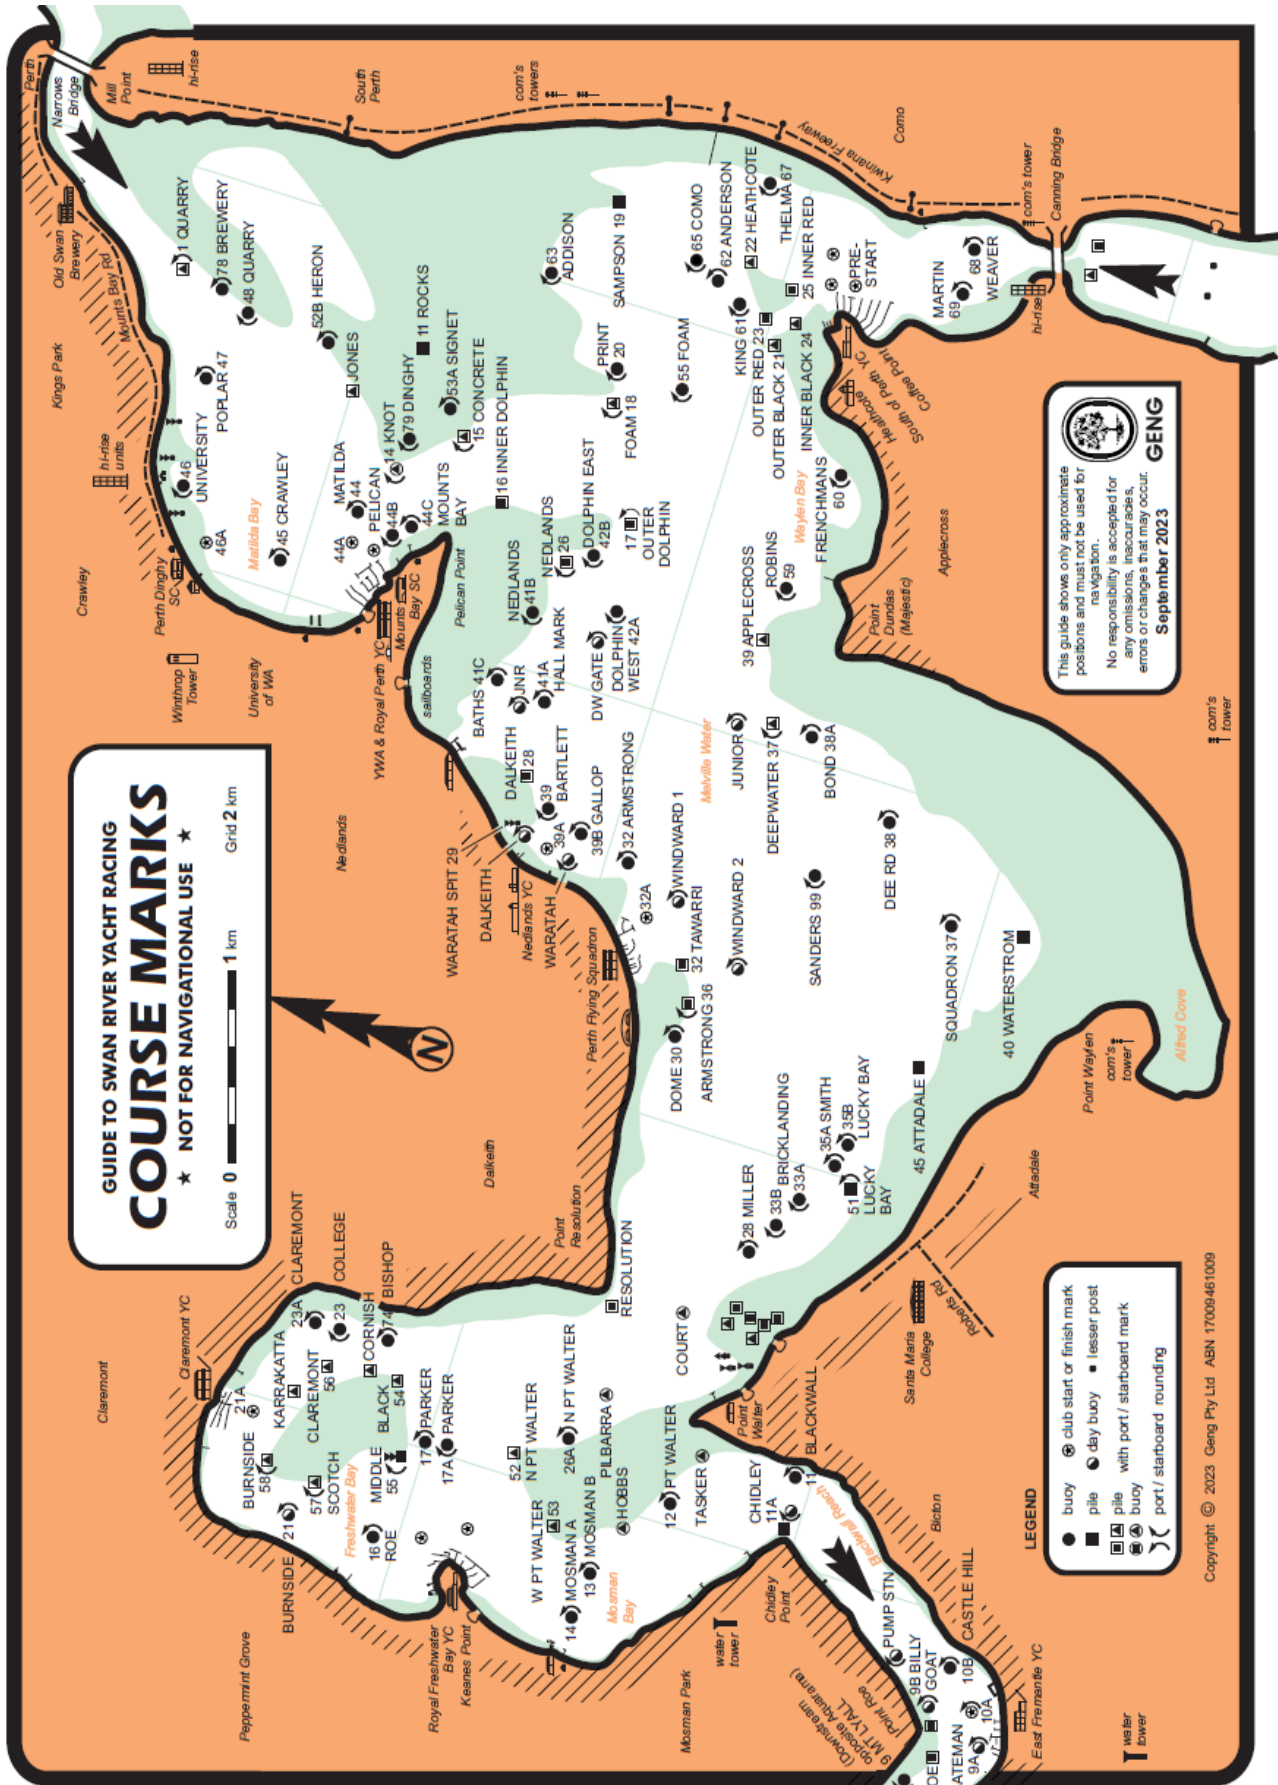 GUIDE TO SWAN RIVER YACHT RACING
COURSE MARKS
★ NOT FOR NAVIGATIONAL USE ★
Scale 0
1 km
Grid 2 km
N
Claremont
Claremont YC
Peppermint Grove
BURNSIDE
21
BURNSIDE
58
21A
KARRAKATTA
CLAREMONT
56
57
SCOTCH
23A CLAREMONT
COLLEGE
23
CORNISH
74 BISHOP
BLACK
54
MIDDLE
55
Freshwater Bay
16
ROE
17 PARKER
17A PARKER
Royal Freshwater
Bay YC
Keanes Point
52
N PT WALTER
W PT WALTER
53
26A N PT WALTER
14 MOSMAN A
13 MOSMAN B
PILBARRA
HOBBS
Mosman
Bay
12 PT WALTER
TASKER
CHIDLEY
11A
11 BLACKWALL
Mosman Park
water
tower
Chidley
Point
Blackwall Reach
Bicton
PUMP STN
9B BILLY
GOAT
10B CASTLE HILL
10A
9A
ATEMAN
OE
9 MT LYALL
(Point Roe
opposite Aquarama)
(Downstream
East Fremantle YC
water
tower
Point
Walter
COURT
RESOLUTION
Point
Resolution
Dalkeith
28 MILLER
33B BRICKLANDING
33A
35A SMITH
35B
LUCKY BAY
51
LUCKY
BAY
45 ATTADALE
Santa Maria
College
Roberts Rd
Attadale
Nedlands
Perth Flying Squadron
DOME 30
ARMSTRONG 36
32 TAWARRI
32A
WINDWARD 1
WINDWARD 2
SANDERS 99
DEE RD 38
SQUADRON 37
40 WATERSTROM
Point Waylen
com's
tower
Alfred Cove
Melville Water
WARATAH SPIT 29
DALKEITH
Nedlands YC
WARATAH
DALKEITH
28
39
BARTLETT
39A
39B GALLOP
32 ARMSTRONG
BATHS 41C
JNR
41A
HALL MARK
NEDLANDS
41B
DW GATE
DOLPHIN
WEST 42A
NEDLANDS
26
DOLPHIN EAST
42B
17
OUTER
DOLPHIN
JUNIOR
DEEPWATER 37
BOND 38A
39 APPLECROSS
ROBINS
59
FRENCHMANS
60
Waylen Bay
Point
Dundas
(Majestic)
Applecross
com's
tower
Kings Park
Crawley
hi-rise
units
Winthrop
Tower
University
of WA
Perth Dinghy
SC
YWA & Royal Perth YC
Mounts
Bay SC
sailboards
Pelican Point
Matilda Bay
46
UNIVERSITY
46A
45 CRAWLEY
POPLAR 47
MATILDA
44
44A
PELICAN
44B
44C
MOUNTS
BAY
14 KNOT
79 DINGHY
JONES
53A SIGNET
15 CONCRETE
16 INNER DOLPHIN
11 ROCKS
52B HERON
48 QUARRY
78 BREWERY
1 QUARRY
Old Swan
Brewery
Mounts Bay Rd
Perth
Narrows
Bridge
Mill
Point
hi-rise
South
Perth
com's
towers
Kwinana Freeway
Como
63
ADDISON
SAMPSON 19
PRINT
20
FOAM 18
55 FOAM
65 COMO
62 ANDERSON
22 HEATHCOTE
THELMA 67
KING 61
OUTER RED 23
25 INNER RED
OUTER BLACK 21
INNER BLACK 24
PRE-
START
Heathcote
South of Perth YC
Coffee Point
MARTIN
69
68
WEAVER
com's tower
Canning Bridge
hi-rise
This guide shows only approximate
positions and must not be used for
navigation.
No responsibility is accepted for
any omissions, inaccuracies,
errors or changes that may occur.
September 2023
GENG
LEGEND
buoy
club start or finish mark
pile
day buoy
lesser post
pile
with port / starboard mark
buoy
port / starboard rounding
Copyright © 2023 Geng Pty Ltd ABN 17009461009